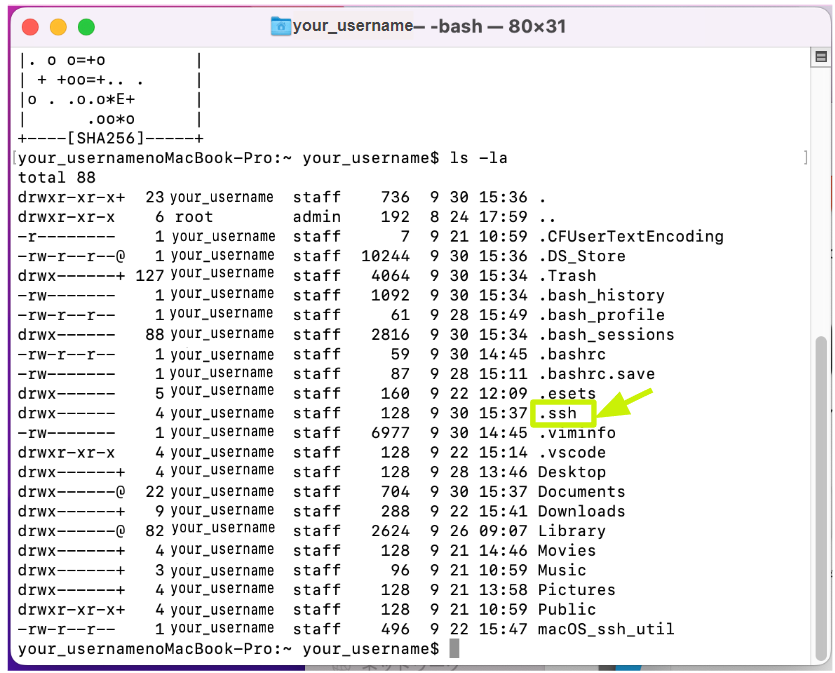 your_username— -bash — 80×31
|. o o=+o         |
| + +oo=+.. .     |
|o . .o.o*E+      |
|      .oo*o      |
+----[SHA256]-----+
[your_usernamenoMacBook-Pro:~ your_username$ ls -la ]
total 88
drwxr-xr-x+  23 your_username  staff    736  9 30 15:36 .
drwxr-xr-x    6 root           admin    192  8 24 17:59 ..
-r--------    1 your_username  staff      7  9 21 10:59 .CFUserTextEncoding
-rw-r--r--@   1 your_username  staff  10244  9 30 15:36 .DS_Store
drwx------+ 127 your_username  staff   4064  9 30 15:34 .Trash
-rw-------    1 your_username  staff   1092  9 30 15:34 .bash_history
-rw-r--r--    1 your_username  staff     61  9 28 15:49 .bash_profile
drwx------   88 your_username  staff   2816  9 30 15:34 .bash_sessions
-rw-r--r--    1 your_username  staff     59  9 30 14:45 .bashrc
-rw-------    1 your_username  staff     87  9 28 15:11 .bashrc.save
drwx------    5 your_username  staff    160  9 22 12:09 .esets
drwx------    4 your_username  staff    128  9 30 15:37 .ssh
-rw-------    1 your_username  staff   6977  9 30 14:45 .viminfo
drwxr-xr-x    4 your_username  staff    128  9 22 15:14 .vscode
drwx------+   4 your_username  staff    128  9 28 13:46 Desktop
drwx------@  22 your_username  staff    704  9 30 15:37 Documents
drwx------+   9 your_username  staff    288  9 22 15:41 Downloads
drwx------@  82 your_username  staff   2624  9 26 09:07 Library
drwx------+   4 your_username  staff    128  9 21 14:46 Movies
drwx------+   3 your_username  staff     96  9 21 10:59 Music
drwx------+   4 your_username  staff    128  9 21 13:58 Pictures
drwxr-xr-x+   4 your_username  staff    128  9 21 10:59 Public
-rw-r--r--    1 your_username  staff    496  9 22 15:47 macOS_ssh_util
your_usernamenoMacBook-Pro:~ your_username$